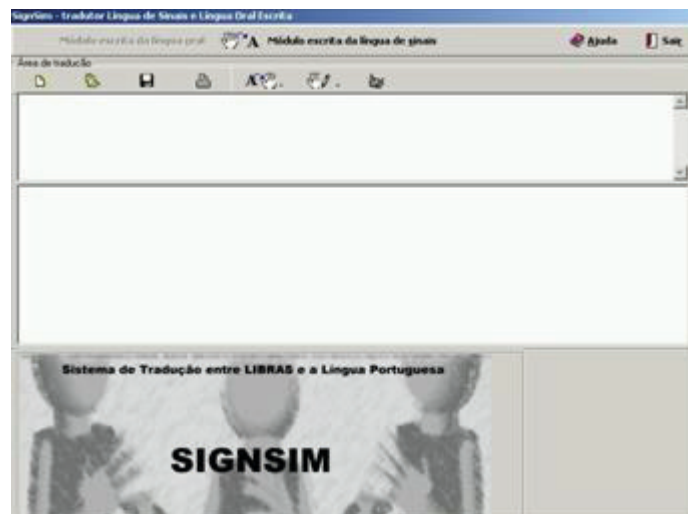 SignSim - tradutor Língua de Sinais e Língua Oral Escrita
Módulo escrita da língua oral
A Módulo escrita da língua de sinais
Ajuda
Sair
Área de tradução
Sistema de Tradução entre LIBRAS e a Língua Portuguesa
SIGNSIM